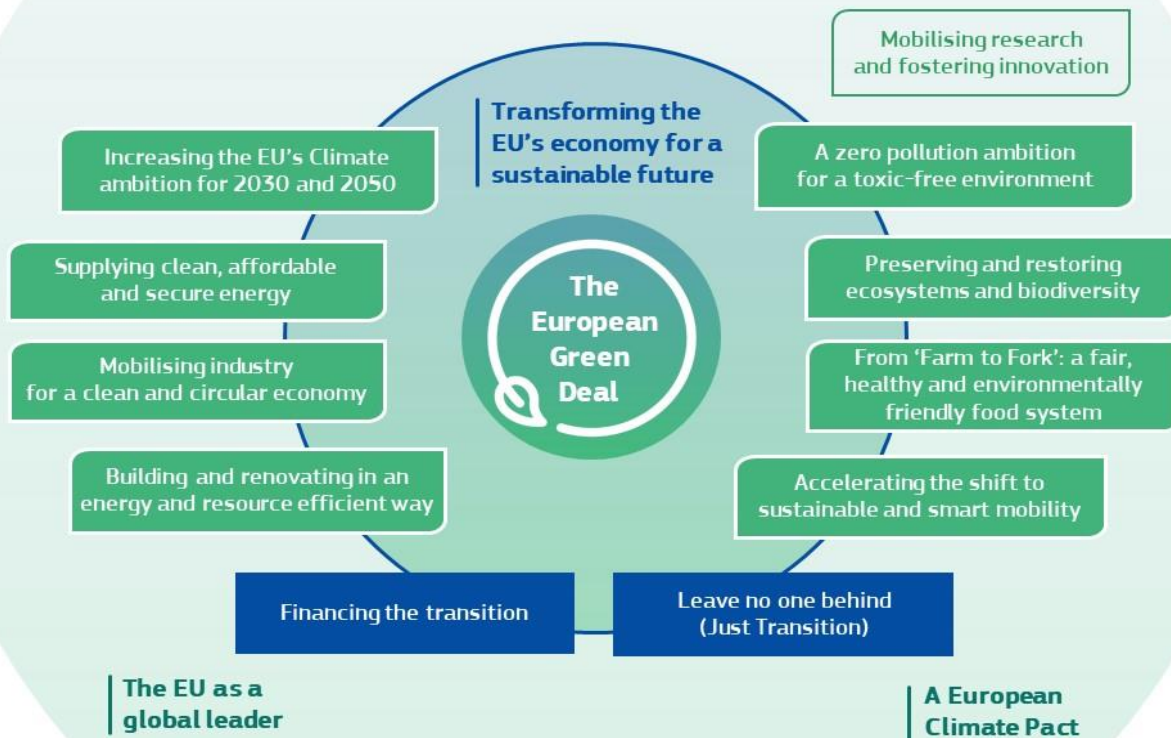 Mobilising research
and fostering innovation
Transforming the
EU's economy for a
sustainable future
Increasing the EU's Climate
ambition for 2030 and 2050
A zero pollution ambition
for a toxic-free environment
Supplying clean, affordable
and secure energy
Preserving and restoring
ecosystems and biodiversity
The
European
Green
Deal
Mobilising industry
for a clean and circular economy
From ‘Farm to Fork’: a fair,
healthy and environmentally
friendly food system
Building and renovating in an
energy and resource efficient way
Accelerating the shift to
sustainable and smart mobility
Financing the transition
Leave no one behind
(Just Transition)
The EU as a
global leader
A European
Climate Pact